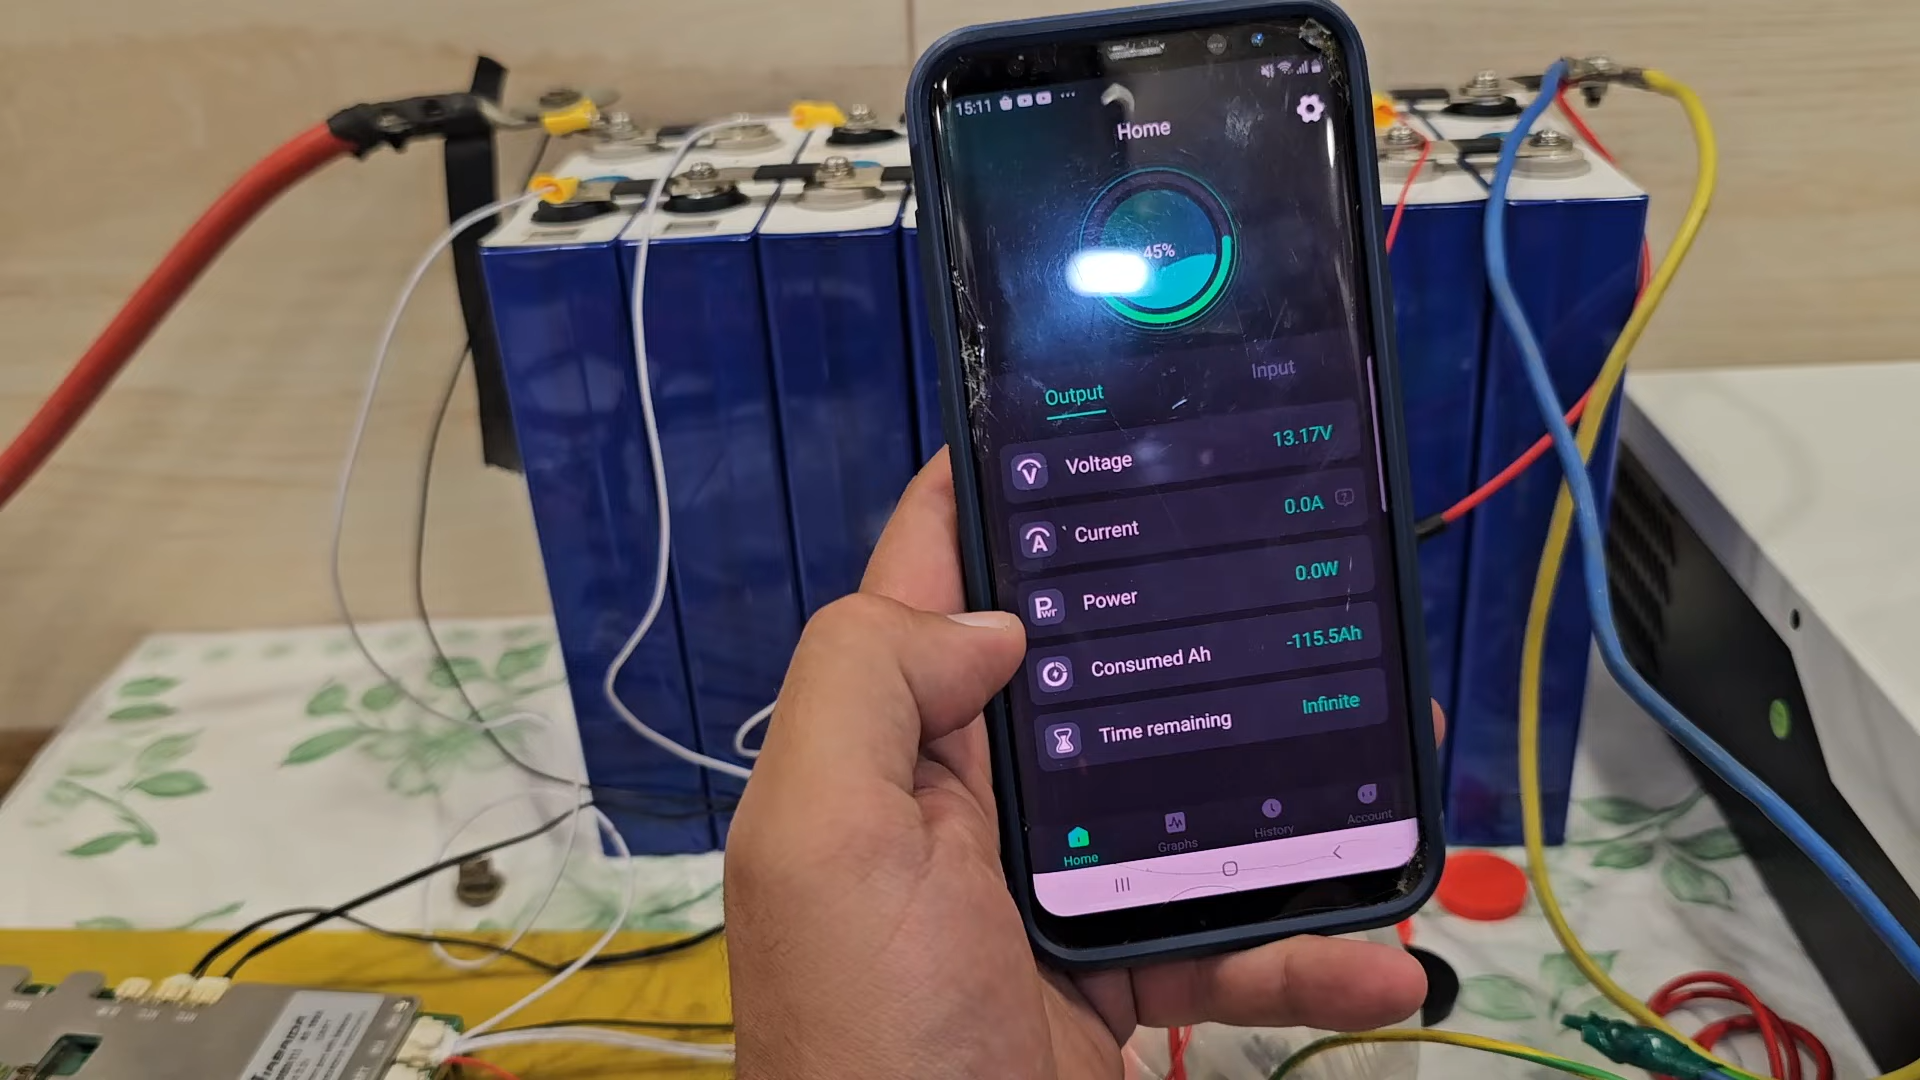 15:11
Home
45%
Output
Input
Voltage
13.17V
Current
0.0A
Power
0.0W
Consumed Ah
-115.5Ah
Time remaining
Infinite
Home
Graphs
History
Account